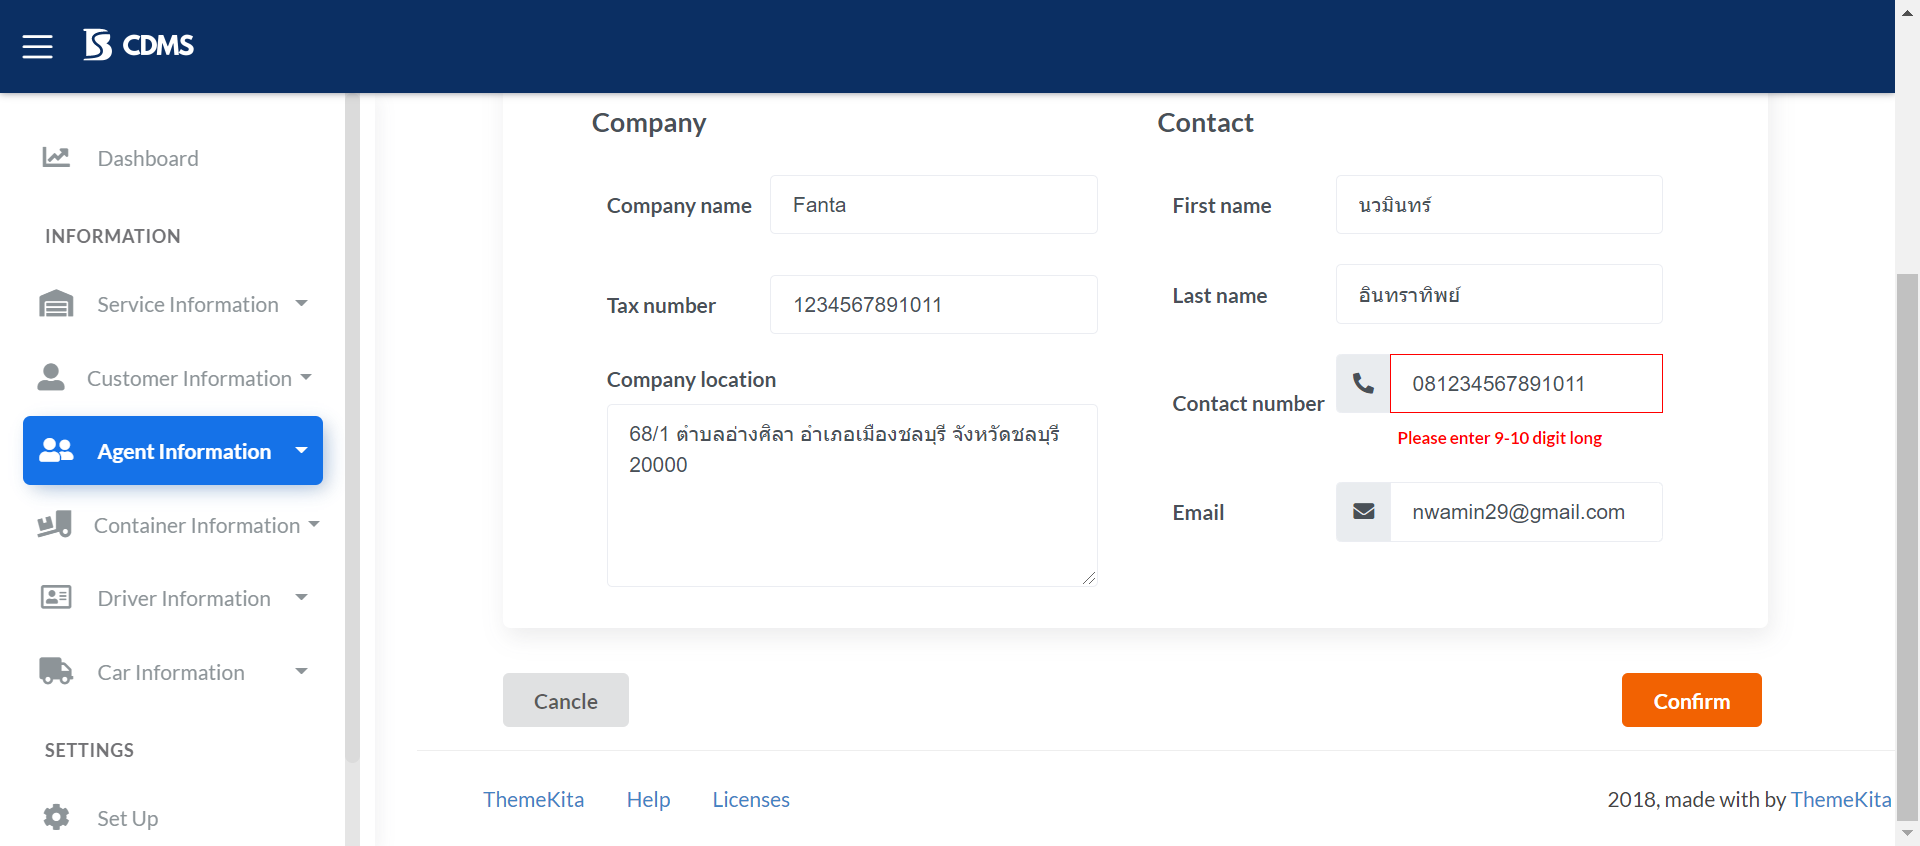 CDMS
Dashboard
INFORMATION
Service Information
Customer Information
Agent Information
Container Information
Driver Information
Car Information
SETTINGS
Set Up
Company
Company name
Fanta
Tax number
1234567891011
Company location
68/1 ตำบลอ่างศิลา อำเภอเมืองชลบุรี จังหวัดชลบุรี
20000
Contact
First name
นวมินทร์
Last name
อินทราทิพย์
Contact number
081234567891011
Please enter 9-10 digit long
Email
nwamin29@gmail.com
Cancle
Confirm
ThemeKita
Help
Licenses
2018, made with by ThemeKita